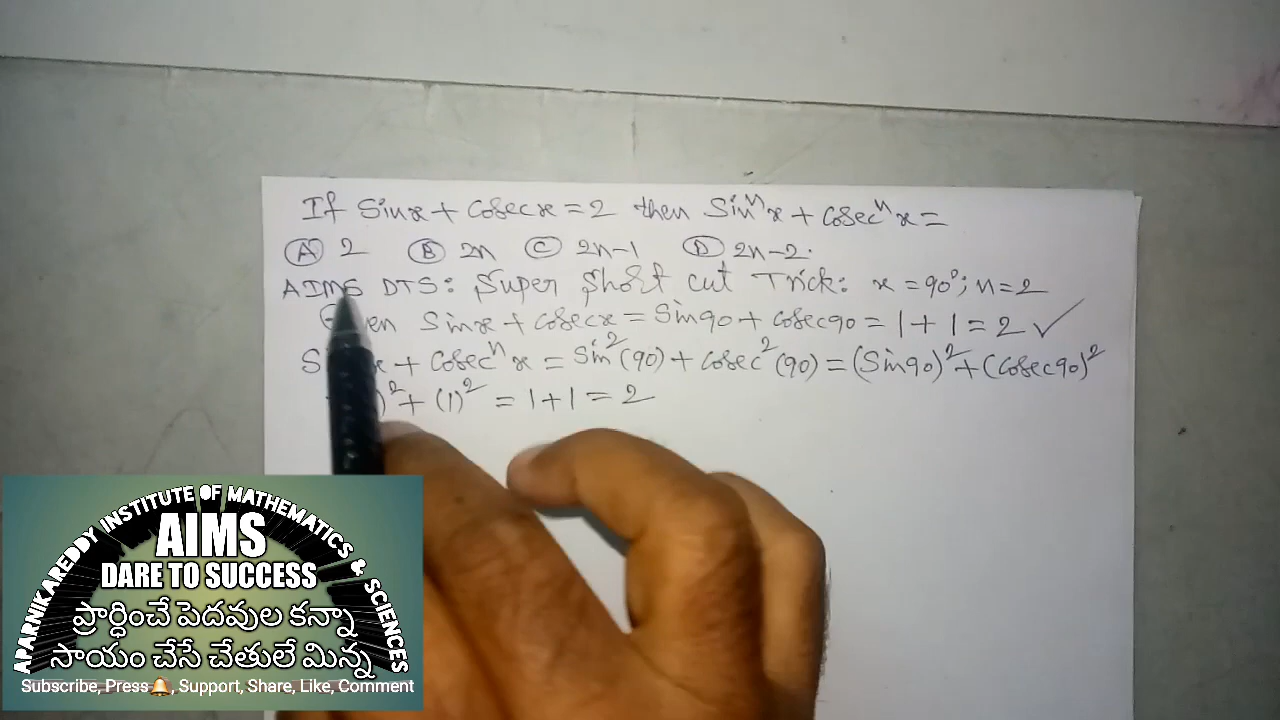 If Sinx + Cosecx = 2 then Sinⁿx + Cosecⁿx =
(A) 2 (B) 2n (C) 2n-1 (D) 2n-2.
AIMS DTS: Super Short cut Trick: x = 90°; n = 2
Sinx + Cosecx = Sin90 + Cosec90 = 1 + 1 = 2 ✓
x + Cosecⁿx = Sin²(90) + Cosec²(90) = (Sin90)² + (Cosec90)²
)² + (1)² = 1 + 1 = 2
APARNIKAREDDY INSTITUTE OF MATHEMATICS & SCIENCES
AIMS
DARE TO SUCCESS
ప్రార్ధించే పెదవుల కన్నా
సాయం చేసే చేతులే మిన్న
Subscribe, Press🔔, Support, Share, Like, Comment